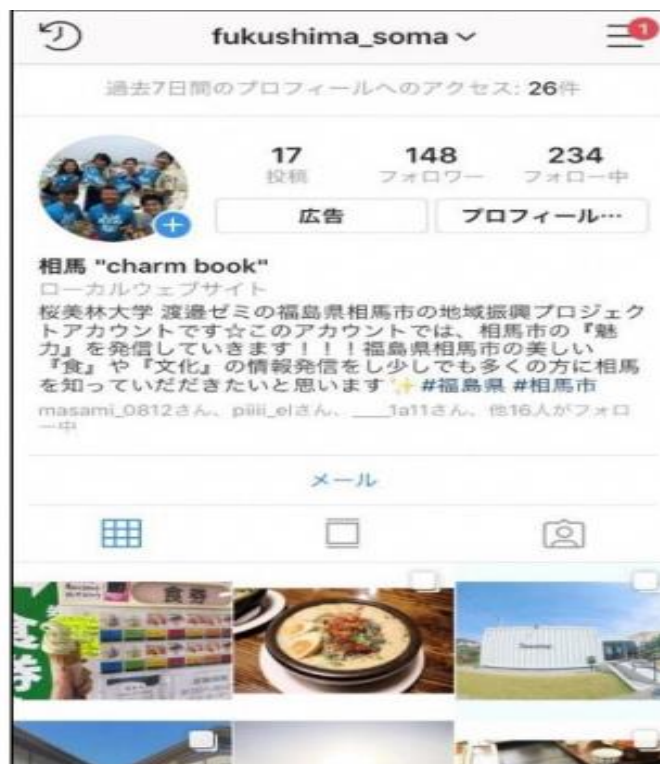 fukushima_soma
1
過去7日間のプロフィールへのアクセス: 26件
17
148
234
投稿
フォロワー
フォロー中
広告
プロフィール…
相馬 "charm book"
ローカルウェブサイト
桜美林大学 渡邉ゼミの福島県相馬市の地域振興プロジェク
トアカウントです☆このアカウントでは、相馬市の『魅
力』を発信していきます！！！福島県相馬市の美しい
『食』や『文化』の情報発信をし少しでも多くの方に相馬
を知っていだだきたいと思います✨ #福島県 #相馬市
masami_0812さん、piiii_elさん、___1a11さん、他16人がフォロ
ー中
メール
食券